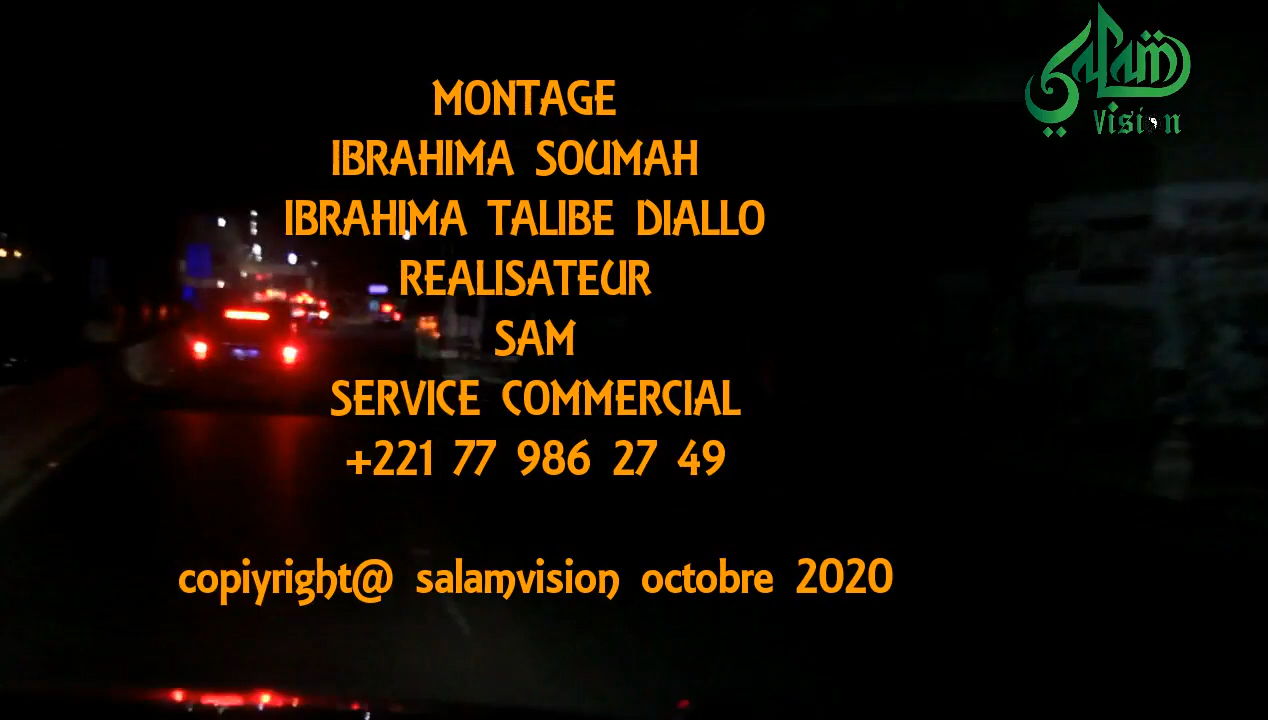 Salam
Vision
MONTAGE
IBRAHIMA SOUMAH
IBRAHIMA TALIBE DIALLO
REALISATEUR
SAM
SERVICE COMMERCIAL
+221 77 986 27 49
copiyright@ salamvision octobre 2020